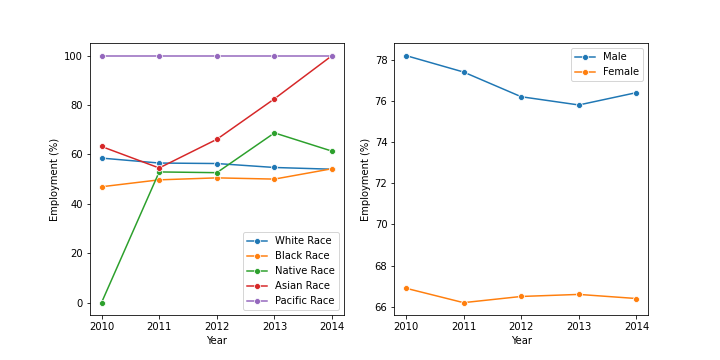 100
80
60
40
20
0
Employment (%)
2010 2011 2012 2013 2014
Year
White Race
Black Race
Native Race
Asian Race
Pacific Race
78
76
74
72
70
68
66
Employment (%)
2010 2011 2012 2013 2014
Year
Male
Female